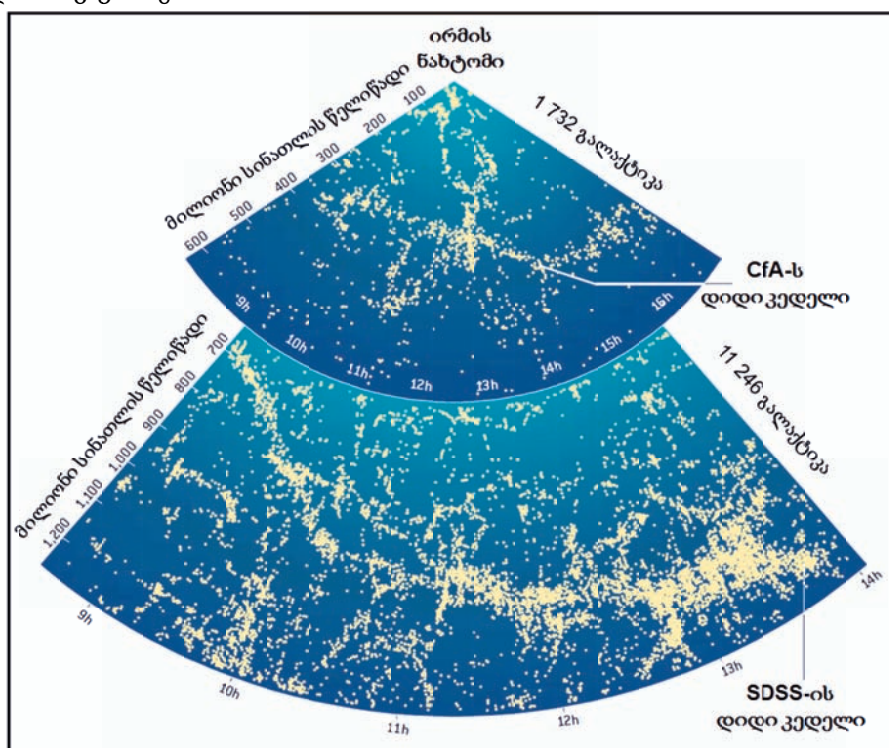 ირმის
ნახტომი
მილიონი სინათლის წელიწადი
100
200
300
400
500
600
1 732 გალაქტიკა
CfA-ს
დიდი კედელი
9h
10h
11h
12h
13h
14h
15h
16h
მილიონი სინათლის წელიწადი
700
800
900
1,000
1,100
1,200
11 246 გალაქტიკა
9h
10h
11h
12h
13h
14h
SDSS-ის
დიდი კედელი